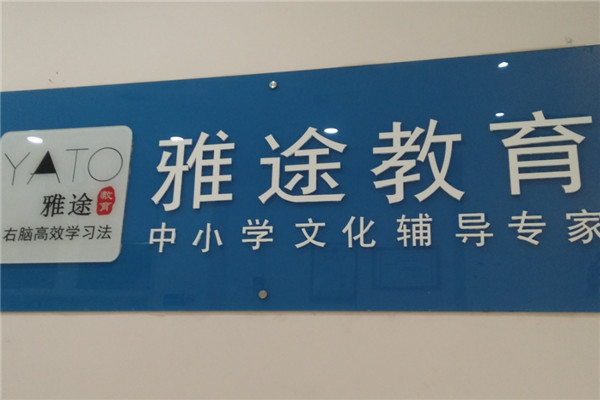 YATO
雅途 教育
右脑高效学习法
雅途教育
中小学文化辅导专家